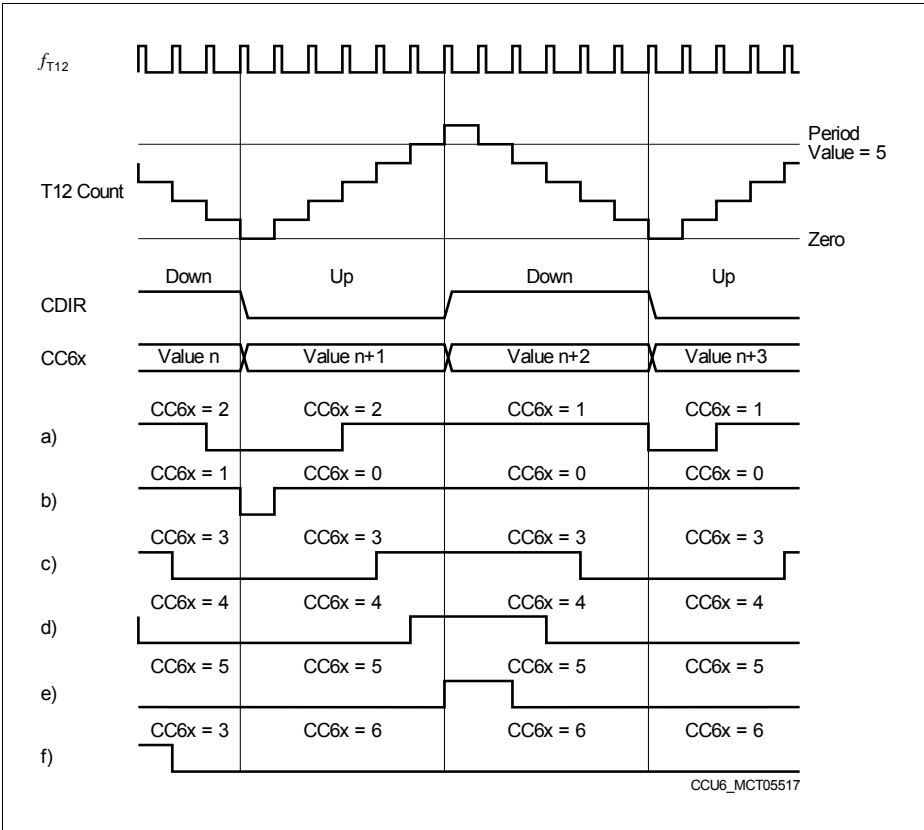 fT12
Period
Value = 5
T12 Count
Zero
Down Up Down Up
CDIR
CC6x Value n Value n+1 Value n+2 Value n+3
CC6x = 2 CC6x = 2 CC6x = 1 CC6x = 1
a)
CC6x = 1 CC6x = 0 CC6x = 0 CC6x = 0
b)
CC6x = 3 CC6x = 3 CC6x = 3 CC6x = 3
c)
CC6x = 4 CC6x = 4 CC6x = 4 CC6x = 4
d)
CC6x = 5 CC6x = 5 CC6x = 5 CC6x = 5
e)
CC6x = 3 CC6x = 6 CC6x = 6 CC6x = 6
f)
CCU6_MCT05517